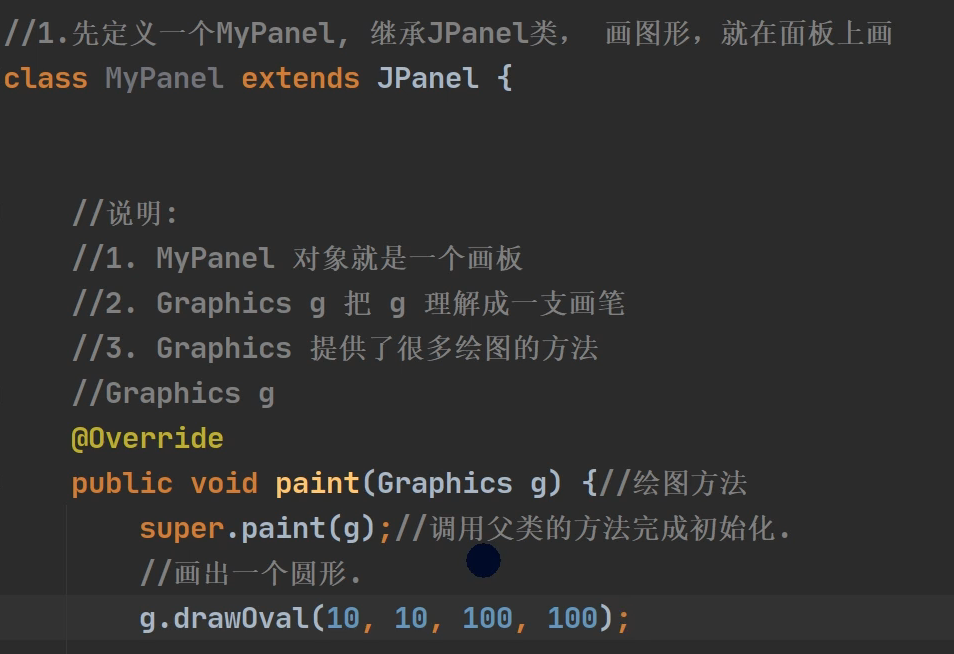 //1.先定义一个MyPanel, 继承JPanel类， 画图形，就在面板上画
class MyPanel extends JPanel {
//说明:
//1. MyPanel 对象就是一个画板
//2. Graphics g 把 g 理解成一支画笔
//3. Graphics 提供了很多绘图的方法
//Graphics g
@Override
public void paint(Graphics g) {//绘图方法
super.paint(g);//调用父类的方法完成初始化.
//画出一个圆形.
g.drawOval(10, 10, 100, 100);